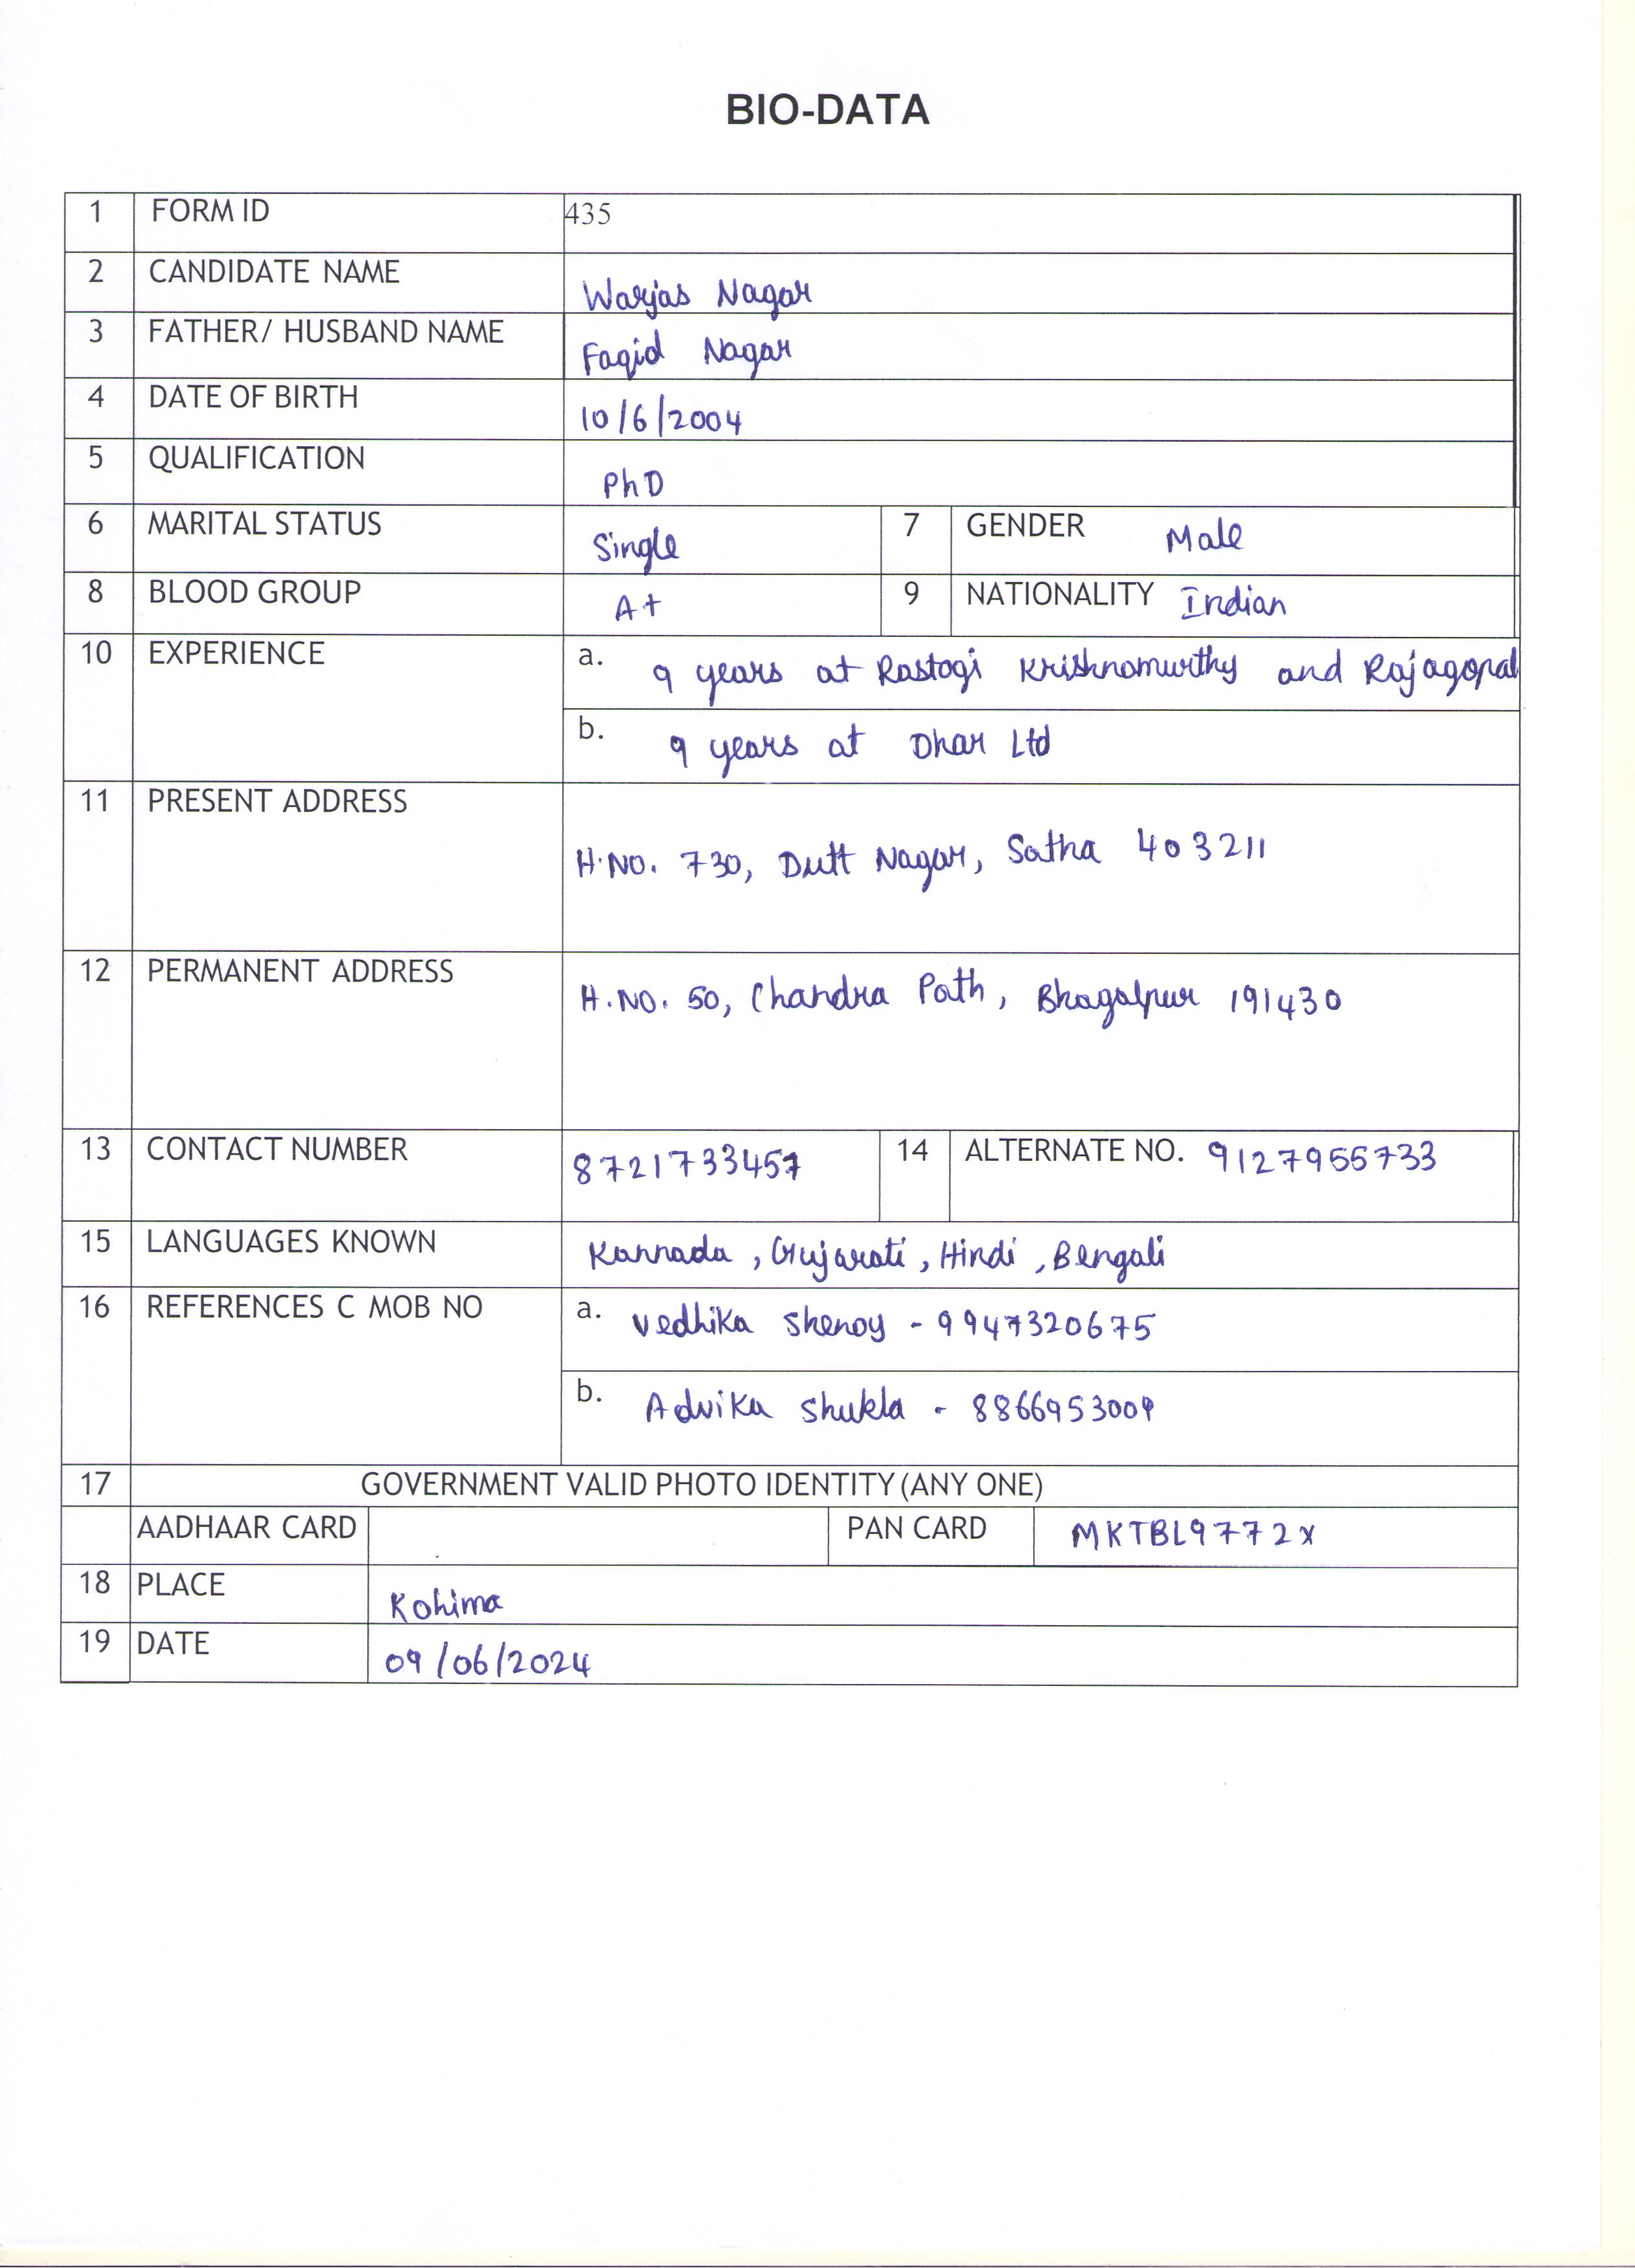 BIO-DATA
1 FORM ID 435
2 CANDIDATE NAME Warjas Nagar
3 FATHER/ HUSBAND NAME Faqid Nagar
4 DATE OF BIRTH 10/6/2004
5 QUALIFICATION PhD
6 MARITAL STATUS Single 7 GENDER Male
8 BLOOD GROUP A+ 9 NATIONALITY Indian
10 EXPERIENCE a. 9 years at Rastogi Krishnamurthy and Rajagopal
b. 9 years at Dhar Ltd
11 PRESENT ADDRESS
H.NO. 730, Dutt Nagar, Satha 403211
12 PERMANENT ADDRESS H.NO. 50, Chandra Path, Bhagalpur 191430
13 CONTACT NUMBER 8721733457 14 ALTERNATE NO. 9127955733
15 LANGUAGES KNOWN Kannada , Gujarati , Hindi , Bengali
16 REFERENCES C MOB NO a. Vedhika Shenoy - 9947320675
b. Advika Shukla - 8866953009
17 GOVERNMENT VALID PHOTO IDENTITY (ANY ONE)
AADHAAR CARD PAN CARD MKTBL9772X
18 PLACE Kohima
19 DATE 09/06/2024